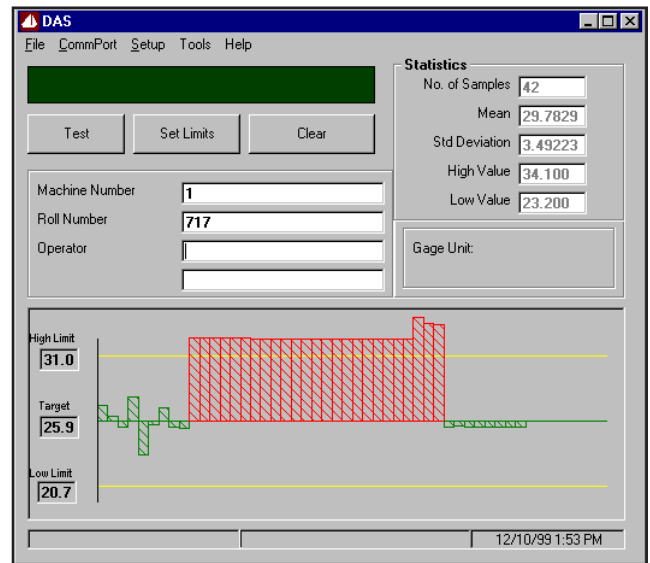 DAS
File CommPort Setup Tools Help
Test Set Limits Clear
Statistics
No. of Samples 42
Mean 29.7829
Std Deviation 3.49223
High Value 34.100
Low Value 23.200
Machine Number 1
Roll Number 717
Operator
Gage Unit:
High Limit
31.0
Target
25.9
Low Limit
20.7
12/10/99 1:53 PM